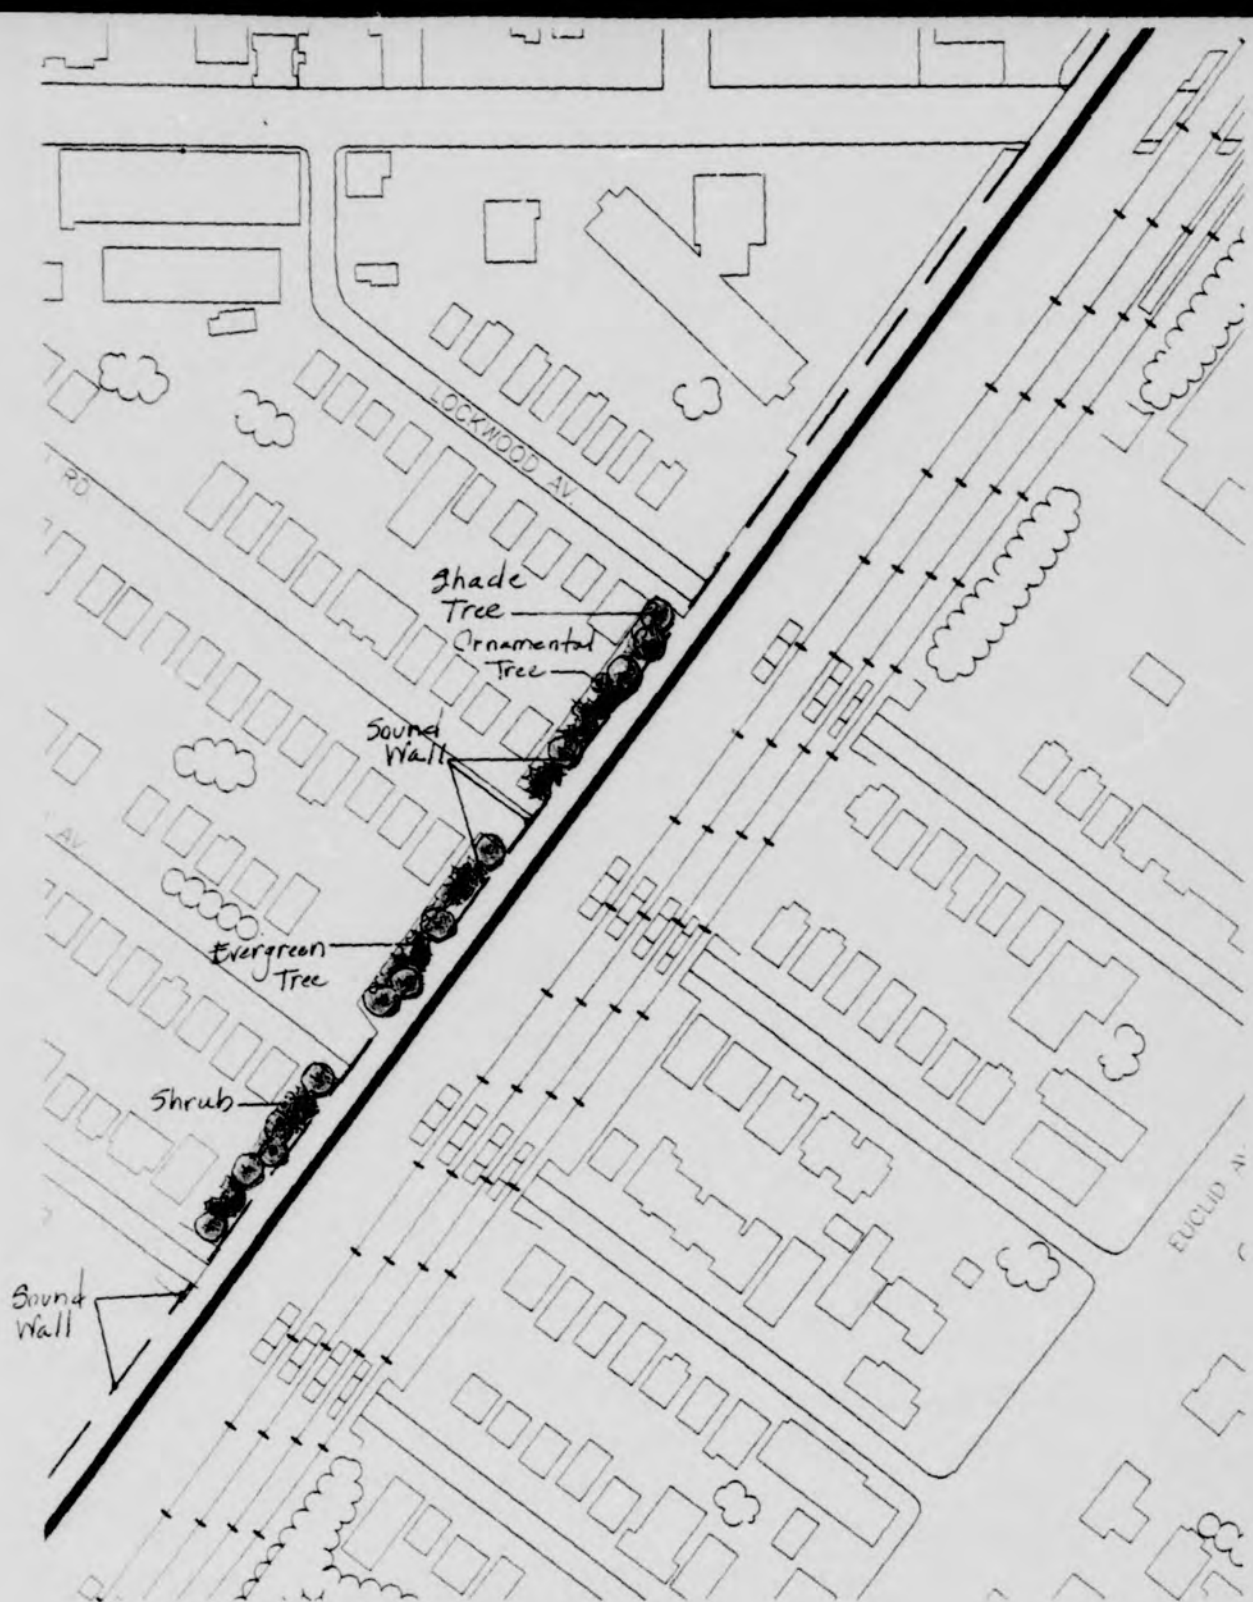 LOCKWOOD AV.
RD
Shade
Tree
Ornamental
Tree
Sound
Wall
AV
Evergreen
Tree
Shrub
EUCLID AV
Sound
Wall